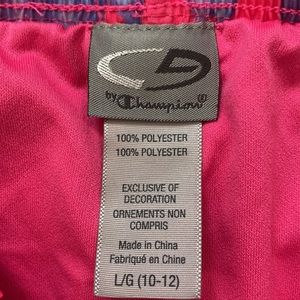 C9
by Champion®
100% POLYESTER
100% POLYESTER
EXCLUSIVE OF
DECORATION
ORNEMENTS NON
COMPRIS
Made in China
Fabriqué en Chine
L/G (10-12)